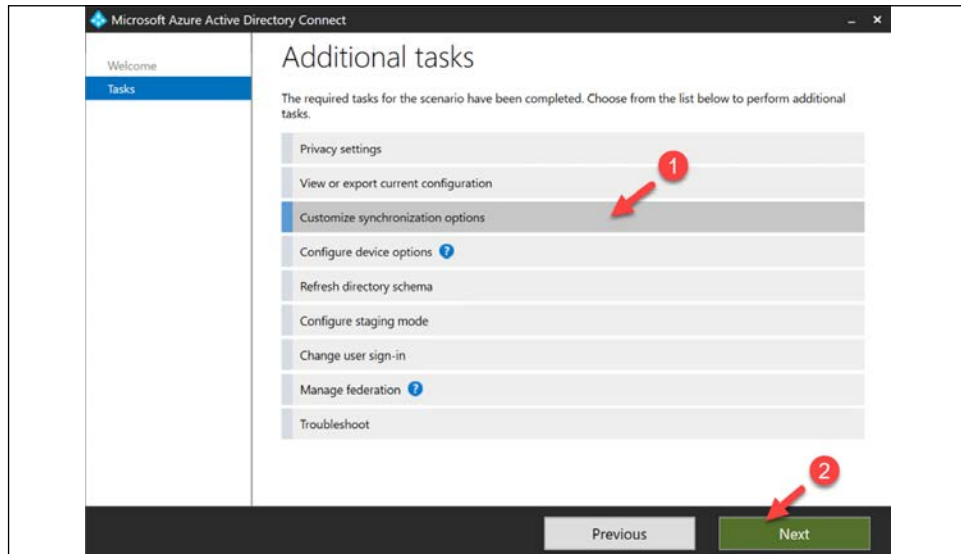 Microsoft Azure Active Directory Connect
Welcome
Tasks
Additional tasks
The required tasks for the scenario have been completed. Choose from the list below to perform additional
tasks.
Privacy settings
1
View or export current configuration
Customize synchronization options
Configure device options ?
Refresh directory schema
Configure staging mode
Change user sign-in
Manage federation ?
Troubleshoot
2
Previous
Next